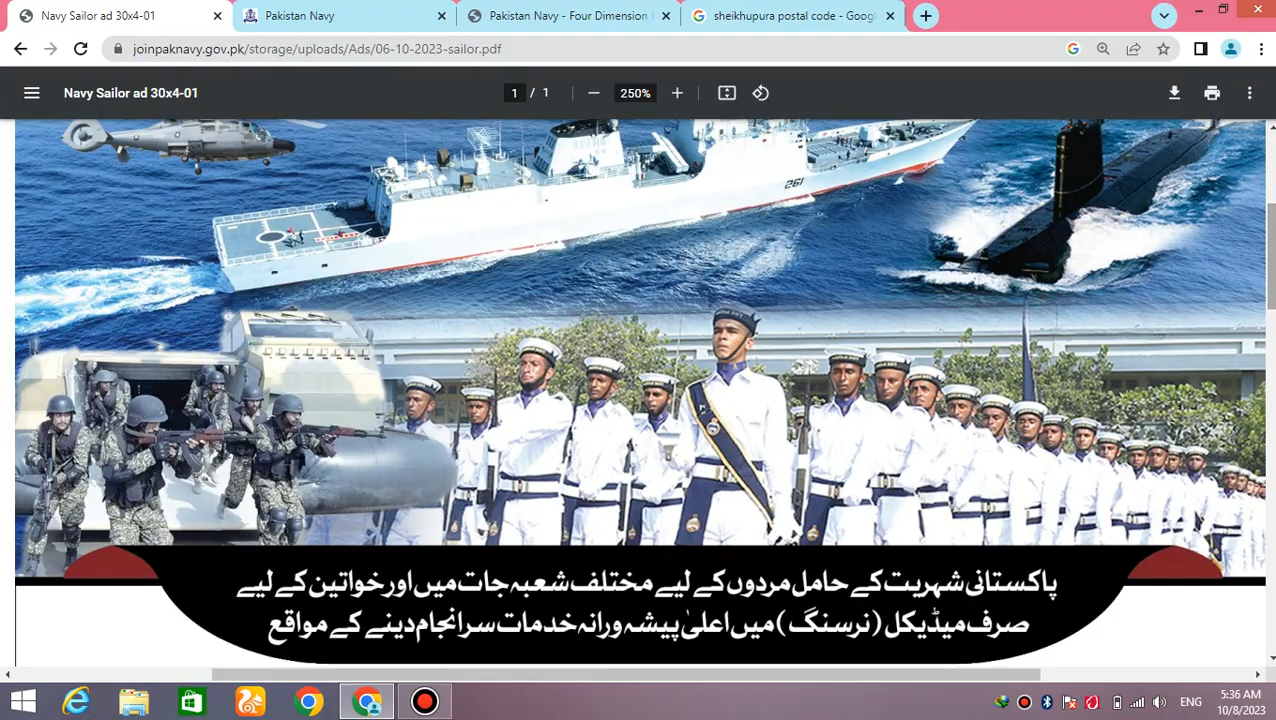 Navy Sailor ad 30x4-01
Pakistan Navy
Pakistan Navy - Four Dimension
sheikhupura postal code - Goog
joinpaknavy.gov.pk/storage/uploads/Ads/06-10-2023-sailor.pdf
Navy Sailor ad 30x4-01
1 / 1
250%
261
پاکستانی شہریت کے حامل مردوں کے لیے مختلف شعبہ جات میں اور خواتین کے لیے
صرف میڈیکل (نرسنگ) میں اعلیٰ پیشہ ورانہ خدمات سرانجام دینے کے مواقع
ENG
5:36 AM
10/8/2023